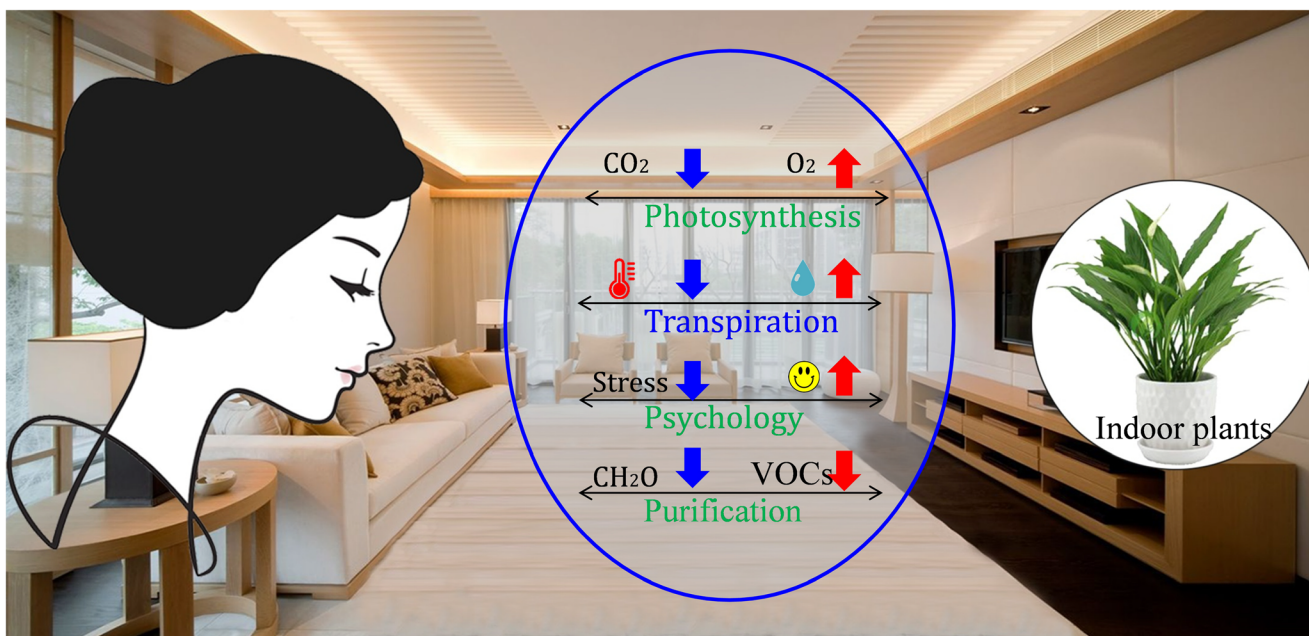 CO₂ O₂
Photosynthesis
Transpiration
Stress
Psychology
CH₂O VOCs
Purification
Indoor plants